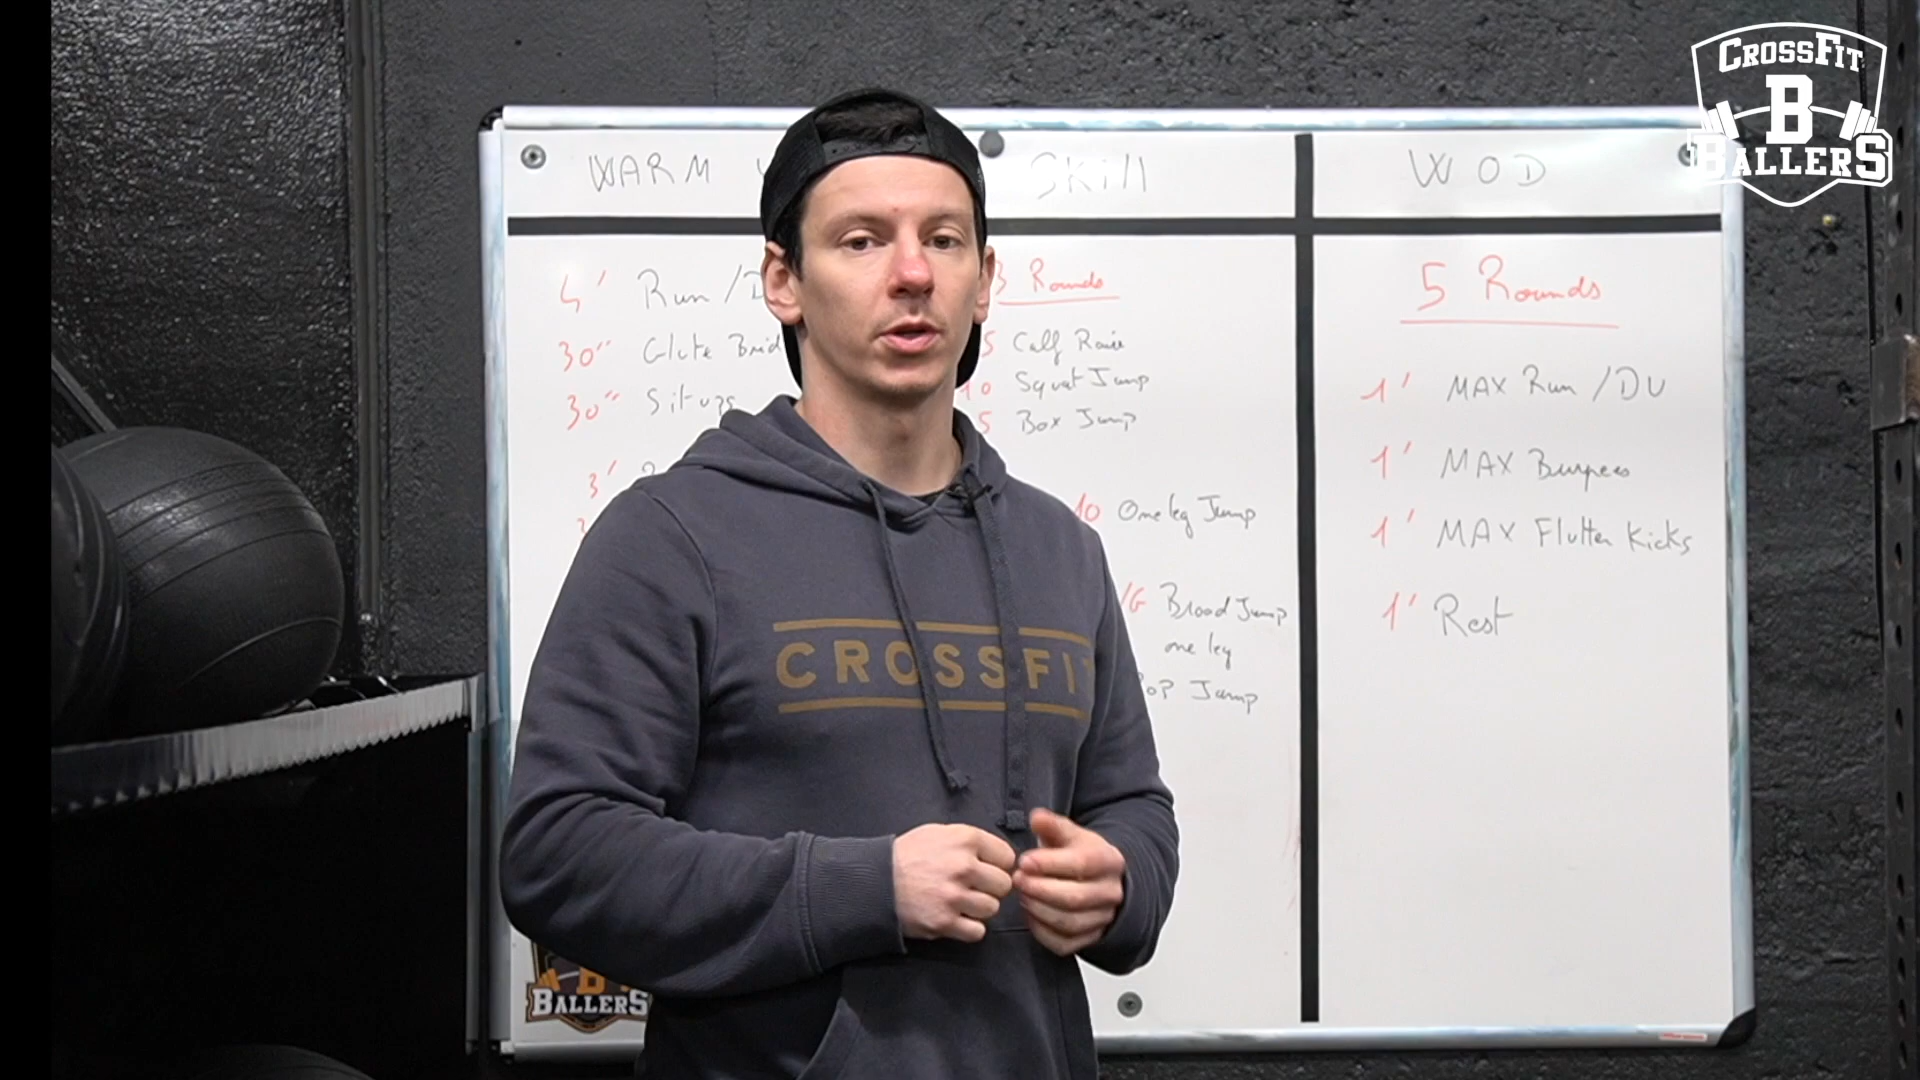 CROSSFIT
B
BALLERS
WARM
4' Run /D
30" Glute Brid
30" Sit-ups
3'
Skill
3 Rounds
5 Calf Raise
10 Squat Jump
5 Box Jump
10 One leg Jump
/G Broad Jump
one leg
PoP Jump
WOD
5 Rounds
1' MAX Run /DU
1' MAX Burpees
1' MAX Flutter Kicks
1' Rest
CROSSFIT
B
BALLERS